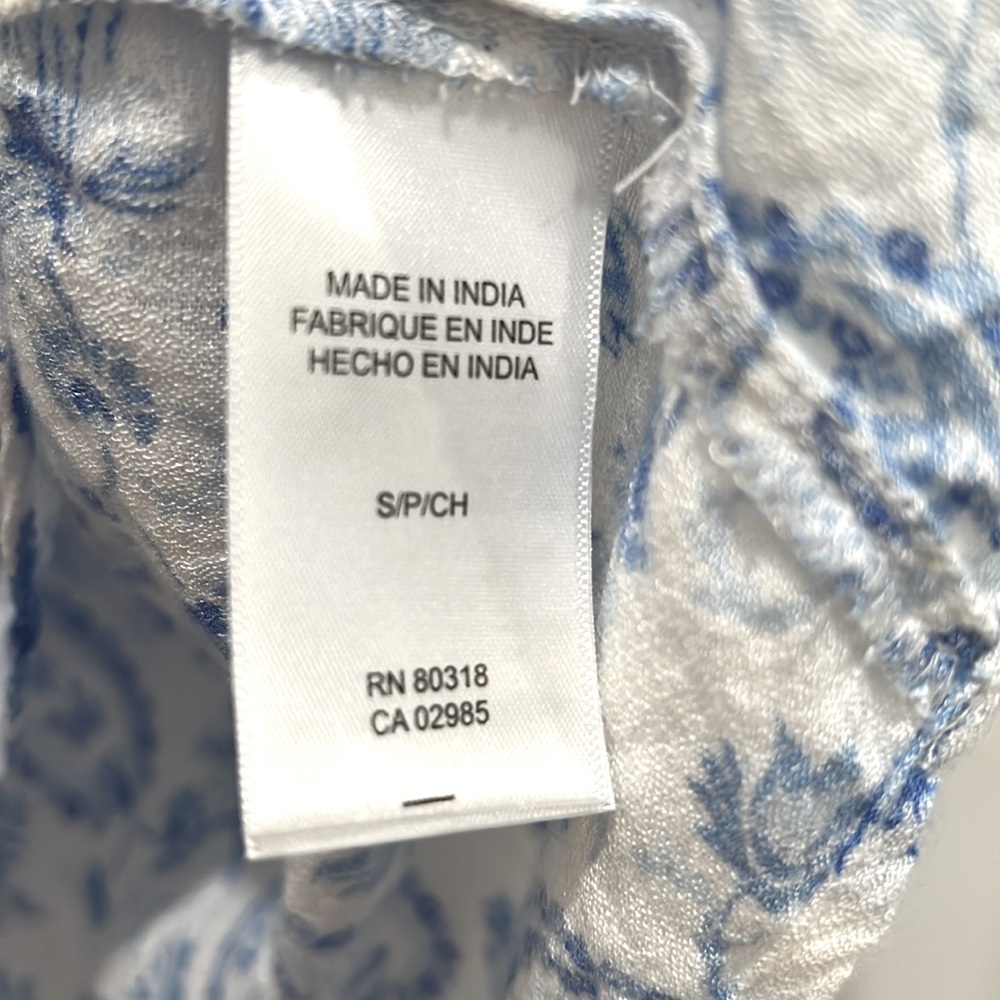 MADE IN INDIA
FABRIQUE EN INDE
HECHO EN INDIA
S/P/CH
RN 80318
CA 02985